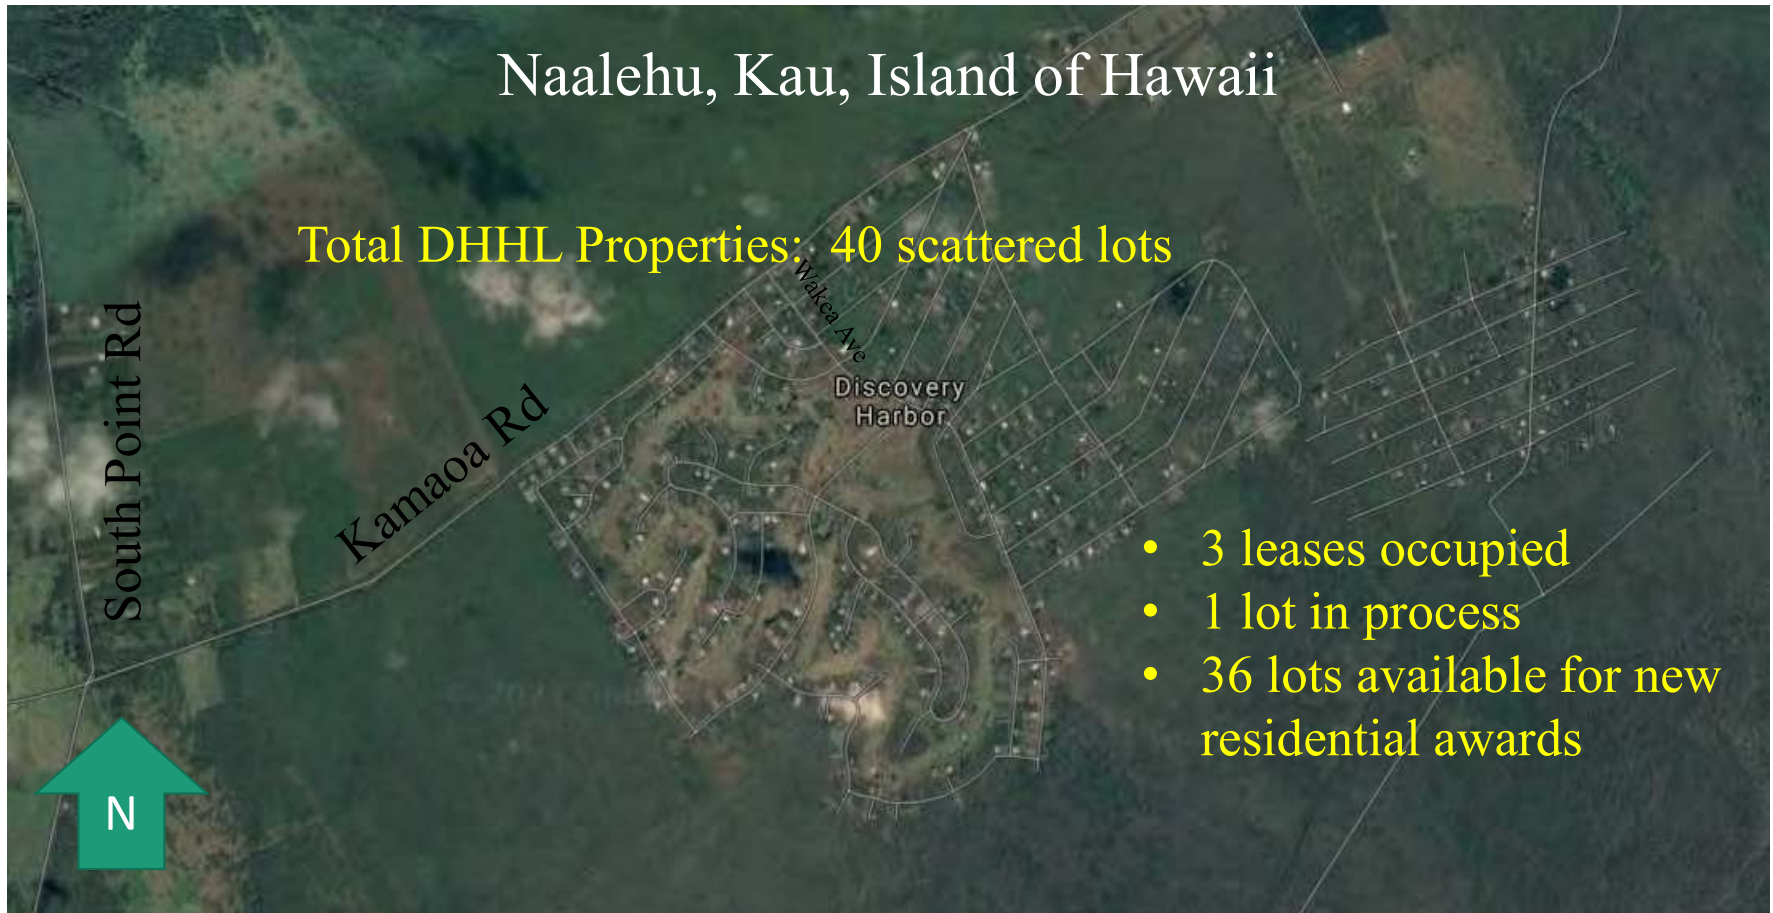 Naalehu, Kau, Island of Hawaii
Total DHHL Properties:  40 scattered lots
Wakea Ave
South Point Rd
Discovery
Harbor
Kamaoa Rd
• 3 leases occupied
• 1 lot in process
• 36 lots available for new
residential awards
N